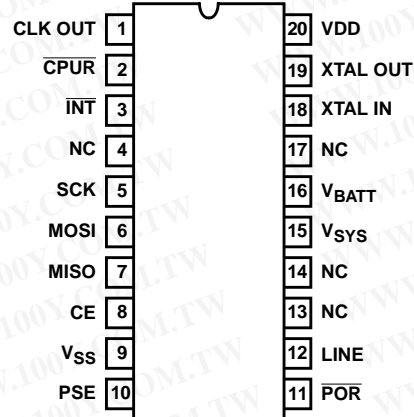 CLK OUT 1 20 VDD
CPUR 2 19 XTAL OUT
INT 3 18 XTAL IN
NC 4 17 NC
SCK 5 16 VBATT
MOSI 6 15 VSYS
MISO 7 14 NC
CE 8 13 NC
VSS 9 12 LINE
PSE 10 11 POR